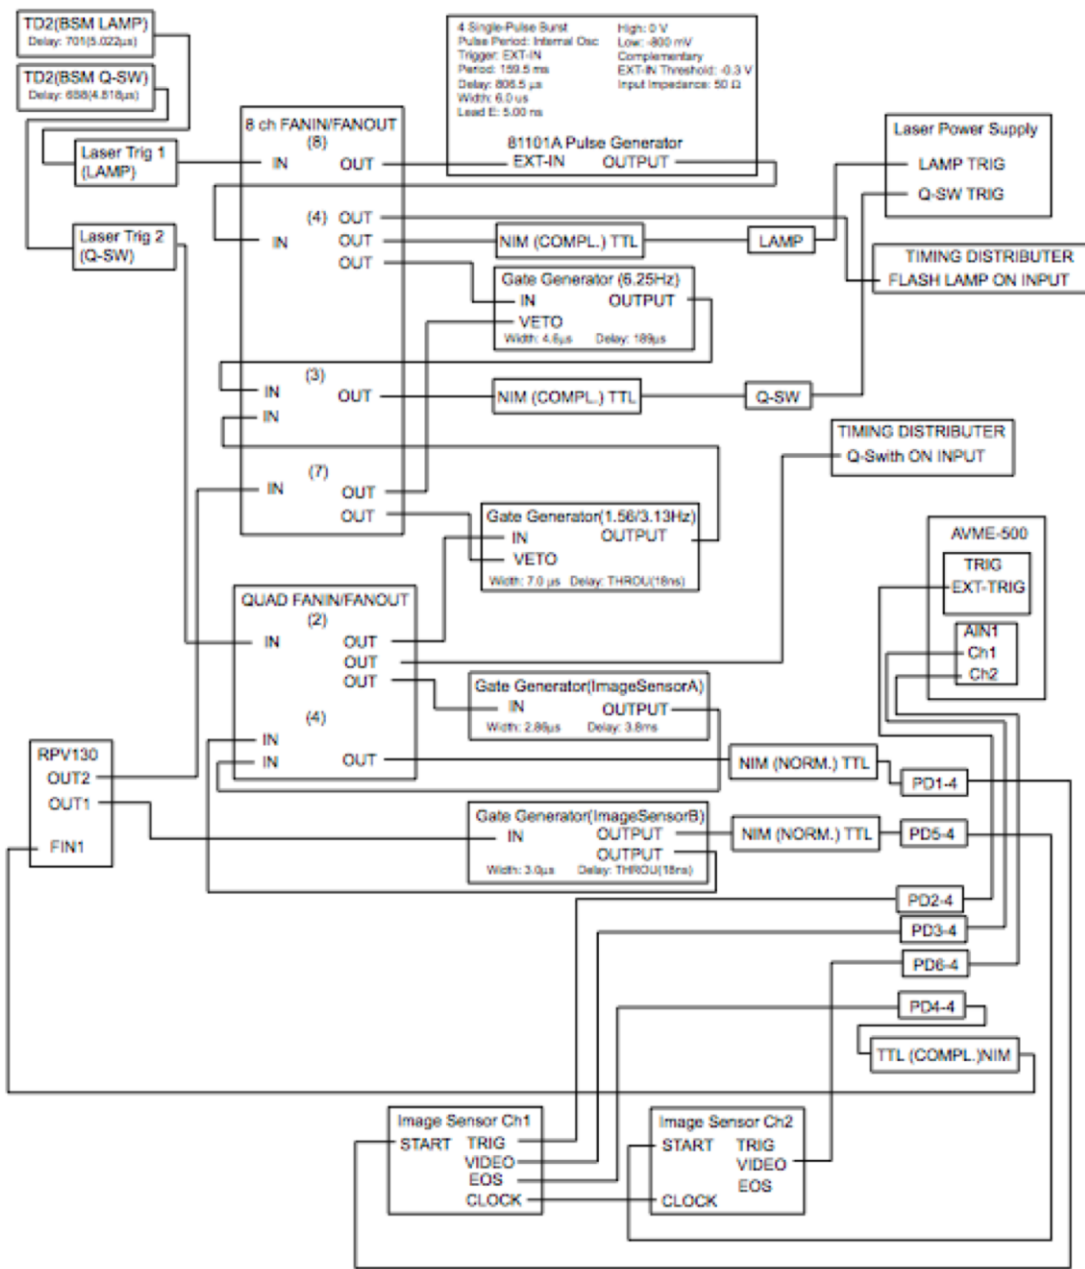 TD2(BSM LAMP)
Delay: 701(5.022µs)
TD2(BSM Q-SW)
Delay: 658(4.818µs)
Laser Trig 1
(LAMP)
Laser Trig 2
(Q-SW)
8 ch FANIN/FANOUT
(8)
IN
OUT
(4)
OUT
IN
OUT
OUT
(3)
IN
OUT
IN
(7)
IN
OUT
OUT
4 Single-Pulse Burst
Pulse Period: Internal Osc
Trigger: EXT-IN
Period: 159.5 ms
Delay: 806.5 µs
Width: 6.0 us
Lead E: 5.00 ns
High: 0 V
Low: -800 mV
Complementary
EXT-IN Threshold: -0.3 V
Input Impedance: 50 Ω
81101A Pulse Generator
EXT-IN OUTPUT
Laser Power Supply
LAMP TRIG
Q-SW TRIG
NIM (COMPL.) TTL
LAMP
TIMING DISTRIBUTER
FLASH LAMP ON INPUT
Gate Generator (6.25Hz)
IN OUTPUT
VETO
Width: 4.6µs Delay: 189µs
NIM (COMPL.) TTL
Q-SW
TIMING DISTRIBUTER
Q-Swith ON INPUT
Gate Generator(1.56/3.13Hz)
IN OUTPUT
VETO
Width: 7.0 µs Delay: THROU(18ns)
AVME-500
TRIG
EXT-TRIG
AIN1
Ch1
Ch2
QUAD FANIN/FANOUT
(2)
IN
OUT
OUT
OUT
(4)
IN
IN
OUT
Gate Generator(ImageSensorA)
IN OUTPUT
Width: 2.86µs Delay: 3.8ms
RPV130
OUT2
OUT1
FIN1
NIM (NORM.) TTL
PD1-4
Gate Generator(ImageSensorB)
IN OUTPUT
OUTPUT
Width: 3.0µs Delay: THROU(18ns)
NIM (NORM.) TTL
PD5-4
PD2-4
PD3-4
PD6-4
PD4-4
TTL (COMPL.)NIM
Image Sensor Ch1
START TRIG
VIDEO
EOS
CLOCK
Image Sensor Ch2
START TRIG
VIDEO
EOS
CLOCK